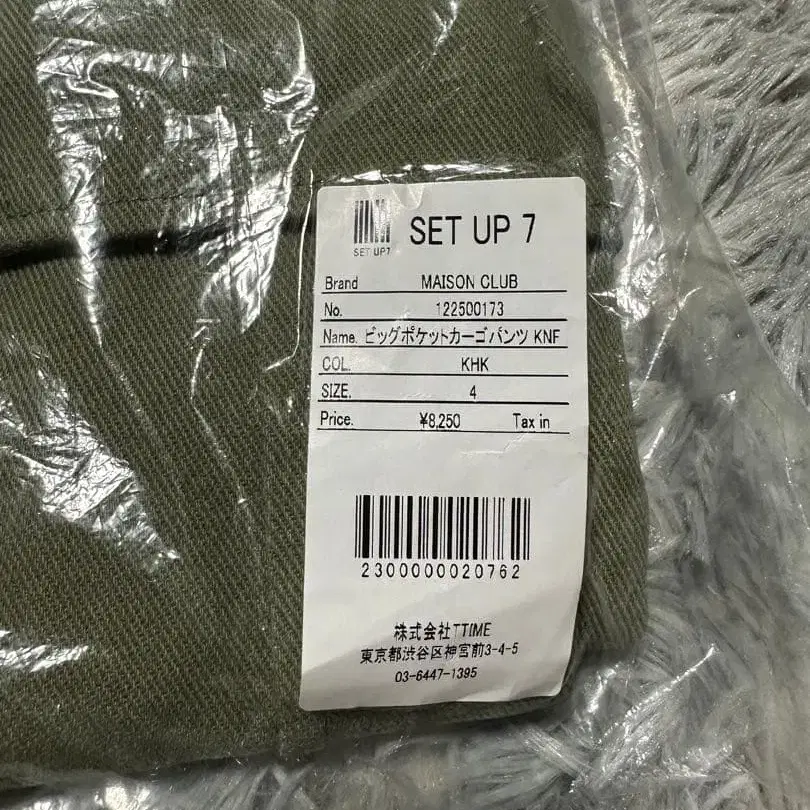 SET UP 7
SET UP7
Brand MAISON CLUB
No. 122500173
Name. ビッグポケットカーゴパンツ KNF
COL. KHK
SIZE. 4
Price. ¥8,250 Tax in
2300000020762
株式会社TTIME
東京都渋谷区神宮前3-4-5
03-6447-1395